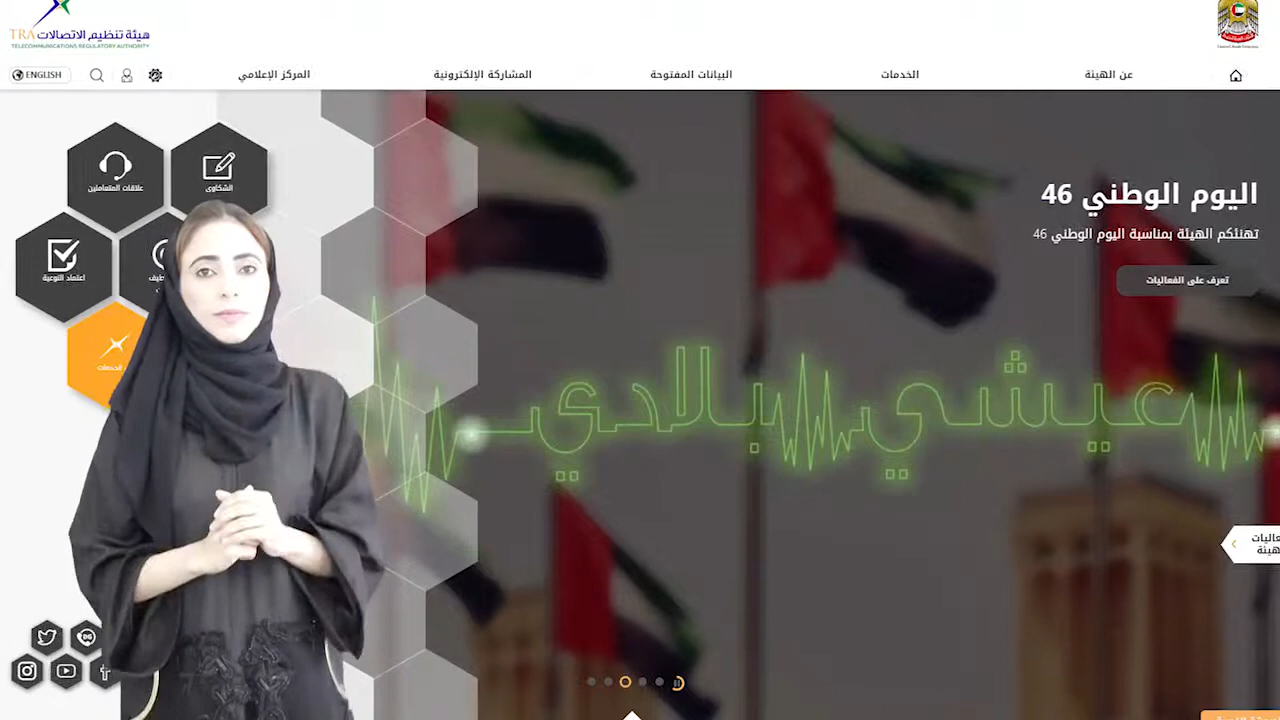 TRA هيئة تنظيم الاتصالات
TELECOMMUNICATIONS REGULATORY AUTHORITY
عن الهيئة
الخدمات
البيانات المفتوحة
المشاركة الإلكترونية
المركز الإعلامي
ENGLISH
الشكاوى
علاقات المتعاملين
اعتماد النوعية
الخدمات
اليوم الوطني 46
تهنئكم الهيئة بمناسبة اليوم الوطني 46
تعرف على الفعاليات
عيشي بلادي